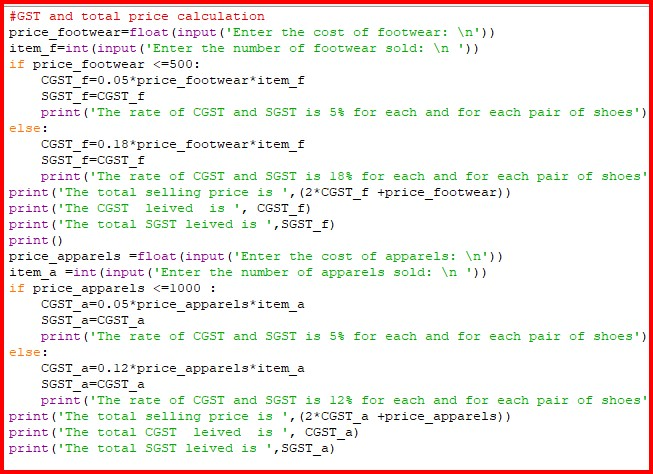 #GST and total price calculation
price_footwear=float(input('Enter the cost of footwear: \n'))
item_f=int(input('Enter the number of footwear sold: \n '))
if price_footwear <=500:
    CGST_f=0.05*price_footwear*item_f
    SGST_f=CGST_f
    print('The rate of CGST and SGST is 5% for each and for each pair of shoes')
else:
    CGST_f=0.18*price_footwear*item_f
    SGST_f=CGST_f
    print('The rate of CGST and SGST is 18% for each and for each pair of shoes'
print('The total selling price is ',(2*CGST_f +price_footwear))
print('The CGST  leived  is ', CGST_f)
print('The total SGST leived is ',SGST_f)
print()
price_apparels =float(input('Enter the cost of apparels: \n'))
item_a =int(input('Enter the number of apparels sold: \n '))
if price_apparels <=1000 :
    CGST_a=0.05*price_apparels*item_a
    SGST_a=CGST_a
    print('The rate of CGST and SGST is 5% for each and for each pair of shoes')
else:
    CGST_a=0.12*price_apparels*item_a
    SGST_a=CGST_a
    print('The rate of CGST and SGST is 12% for each and for each pair of shoes'
print('The total selling price is ',(2*CGST_a +price_apparels))
print('The total CGST  leived  is ', CGST_a)
print('The total SGST leived is ',SGST_a)